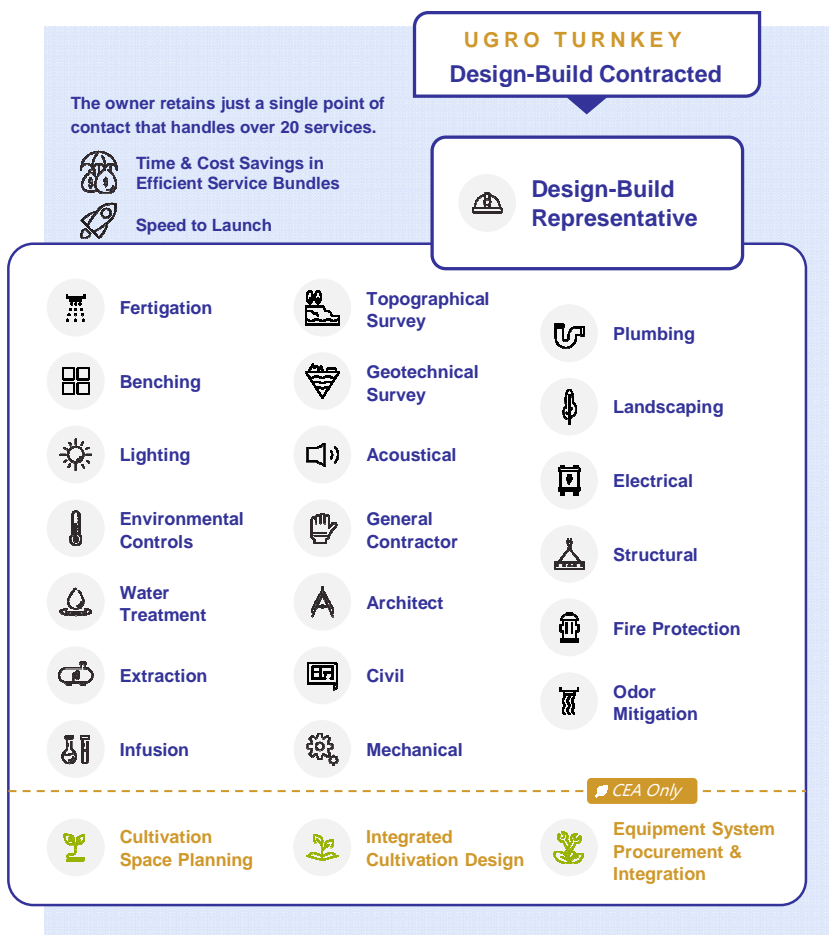 UGRO TURNKEY
Design-Build Contracted
The owner retains just a single point of
contact that handles over 20 services.
Time & Cost Savings in
Efficient Service Bundles
Speed to Launch
Design-Build
Representative
Fertigation
Benching
Lighting
Environmental
Controls
Water
Treatment
Extraction
Infusion
Topographical
Survey
Geotechnical
Survey
Acoustical
General
Contractor
Architect
Civil
Mechanical
Plumbing
Landscaping
Electrical
Structural
Fire Protection
Odor
Mitigation
CEA Only
Cultivation
Space Planning
Integrated
Cultivation Design
Equipment System
Procurement &
Integration